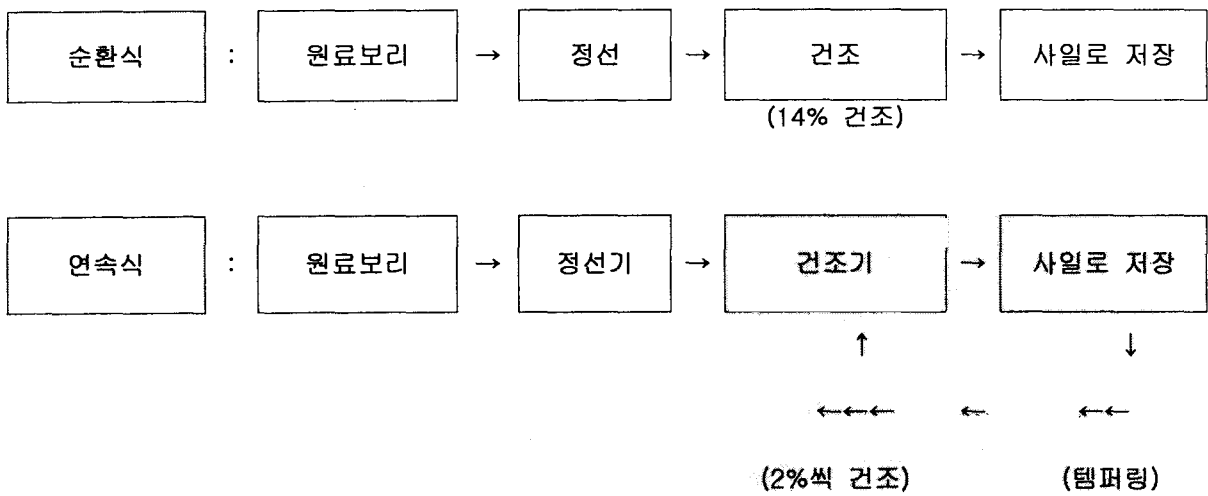 순환식 : 원료보리 → 정선 → 건조 → 사일로 저장
(14% 건조)
연속식 : 원료보리 → 정선기 → 건조기 → 사일로 저장
↑ ↓
←←← ← ←←
(2%씩 건조) (템퍼링)